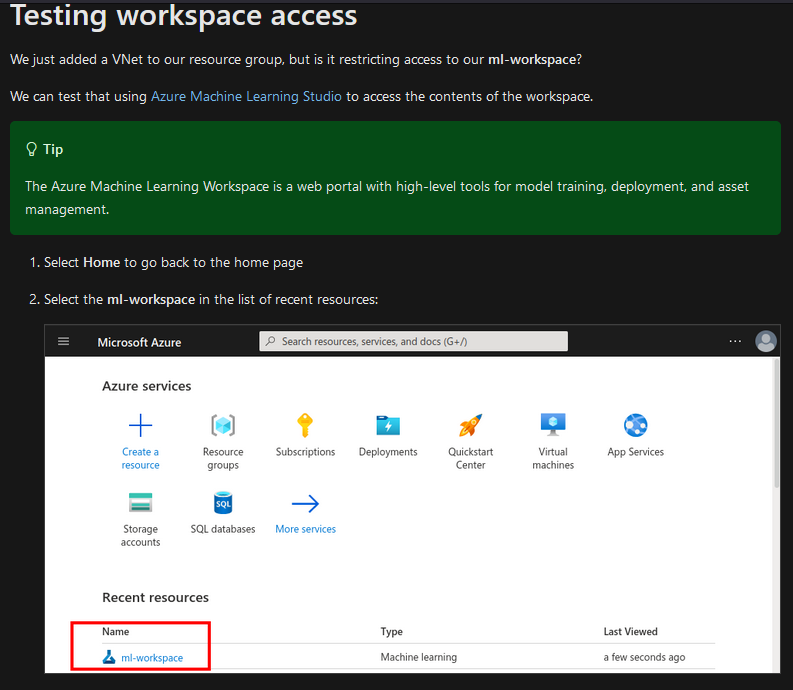 Testing workspace access
We just added a VNet to our resource group, but is it restricting access to our ml-workspace?
We can test that using Azure Machine Learning Studio to access the contents of the workspace.
Tip
The Azure Machine Learning Workspace is a web portal with high-level tools for model training, deployment, and asset
management.
1. Select Home to go back to the home page
2. Select the ml-workspace in the list of recent resources:
Microsoft Azure
Search resources, services, and docs (G+/)
...
Azure services
Create a
resource
Resource
groups
Subscriptions
Deployments
Quickstart
Center
Virtual
machines
App Services
Storage
accounts
SQL
SQL databases
More services
Recent resources
Name Type Last Viewed
ml-workspace Machine learning a few seconds ago